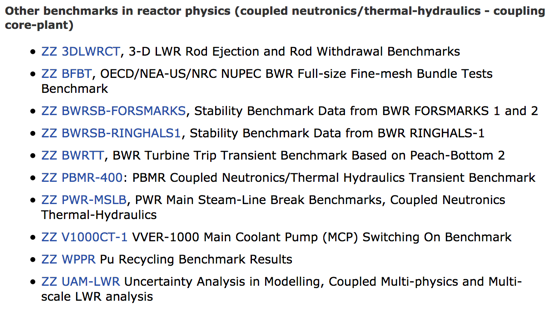 Other benchmarks in reactor physics (coupled neutronics/thermal-hydraulics - coupling
core-plant)
• ZZ 3DLWRCT, 3-D LWR Rod Ejection and Rod Withdrawal Benchmarks
• ZZ BFBT, OECD/NEA-US/NRC NUPEC BWR Full-size Fine-mesh Bundle Tests
Benchmark
• ZZ BWRSB-FORSMARKS, Stability Benchmark Data from BWR FORSMARKS 1 and 2
• ZZ BWRSB-RINGHALS1, Stability Benchmark Data from BWR RINGHALS-1
• ZZ BWRTT, BWR Turbine Trip Transient Benchmark Based on Peach-Bottom 2
• ZZ PBMR-400: PBMR Coupled Neutronics/Thermal Hydraulics Transient Benchmark
• ZZ PWR-MSLB, PWR Main Steam-Line Break Benchmarks, Coupled Neutronics
Thermal-Hydraulics
• ZZ V1000CT-1 VVER-1000 Main Coolant Pump (MCP) Switching On Benchmark
• ZZ WPPR Pu Recycling Benchmark Results
• ZZ UAM-LWR Uncertainty Analysis in Modelling, Coupled Multi-physics and Multi-
scale LWR analysis